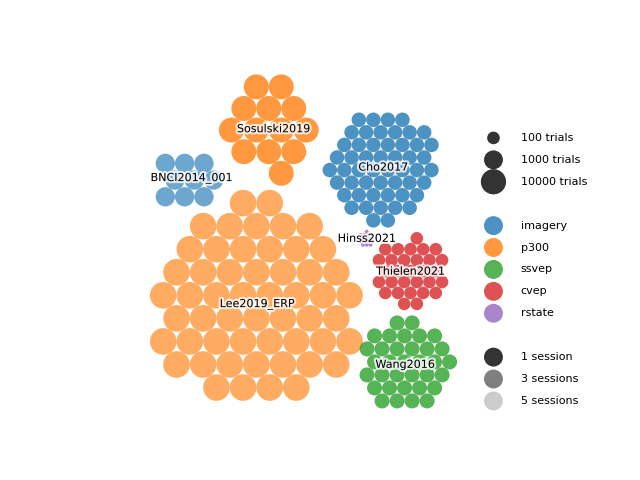 Sosulski2019
Cho2017
BNCI2014_001
Hinss2021
Thielen2021
Lee2019_ERP
Wang2016
100 trials
1000 trials
10000 trials
imagery
p300
ssvep
cvep
rstate
1 session
3 sessions
5 sessions